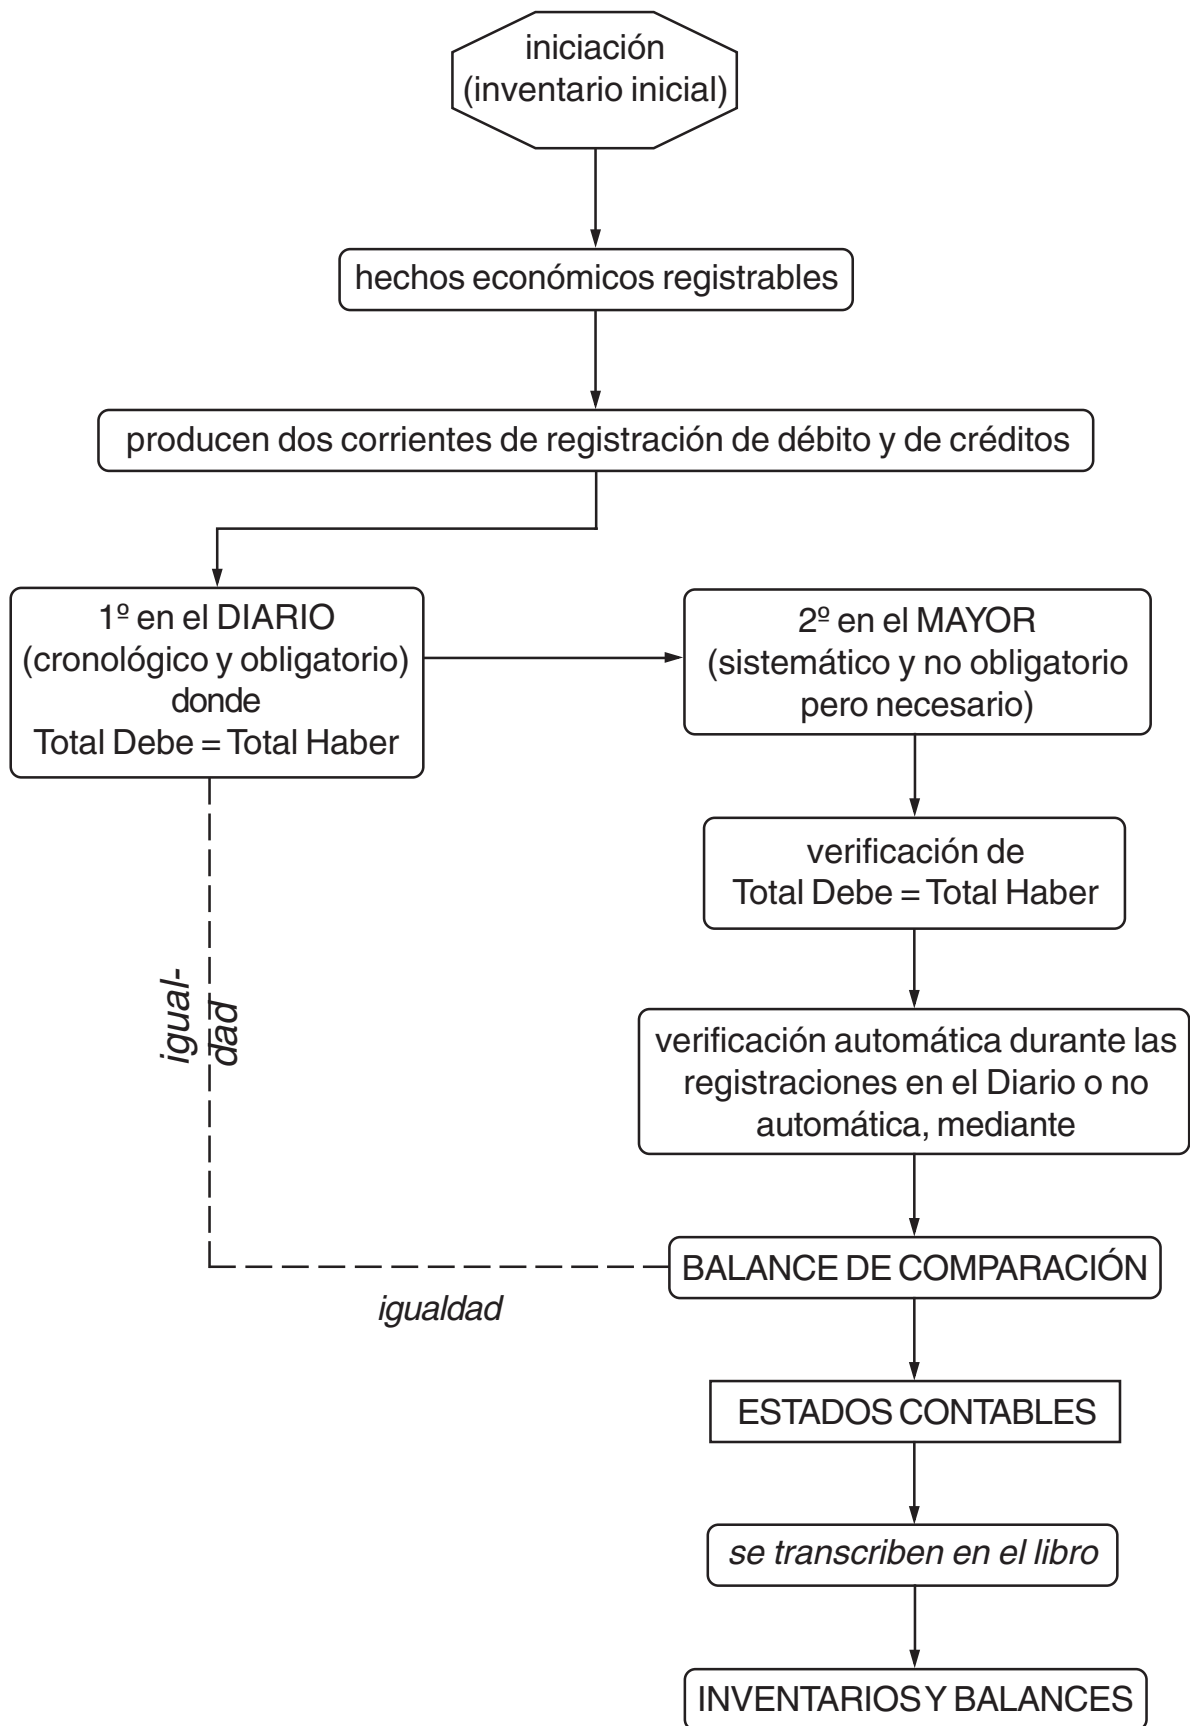 iniciación
(inventario inicial)
hechos económicos registrables
producen dos corrientes de registración de débito y de créditos
1º en el DIARIO
(cronológico y obligatorio)
donde
Total Debe = Total Haber
2º en el MAYOR
(sistemático y no obligatorio
pero necesario)
verificación de
Total Debe = Total Haber
igual-
dad
verificación automática durante las
registraciones en el Diario o no
automática, mediante
BALANCE DE COMPARACIÓN
igualdad
ESTADOS CONTABLES
se transcriben en el libro
INVENTARIOS Y BALANCES